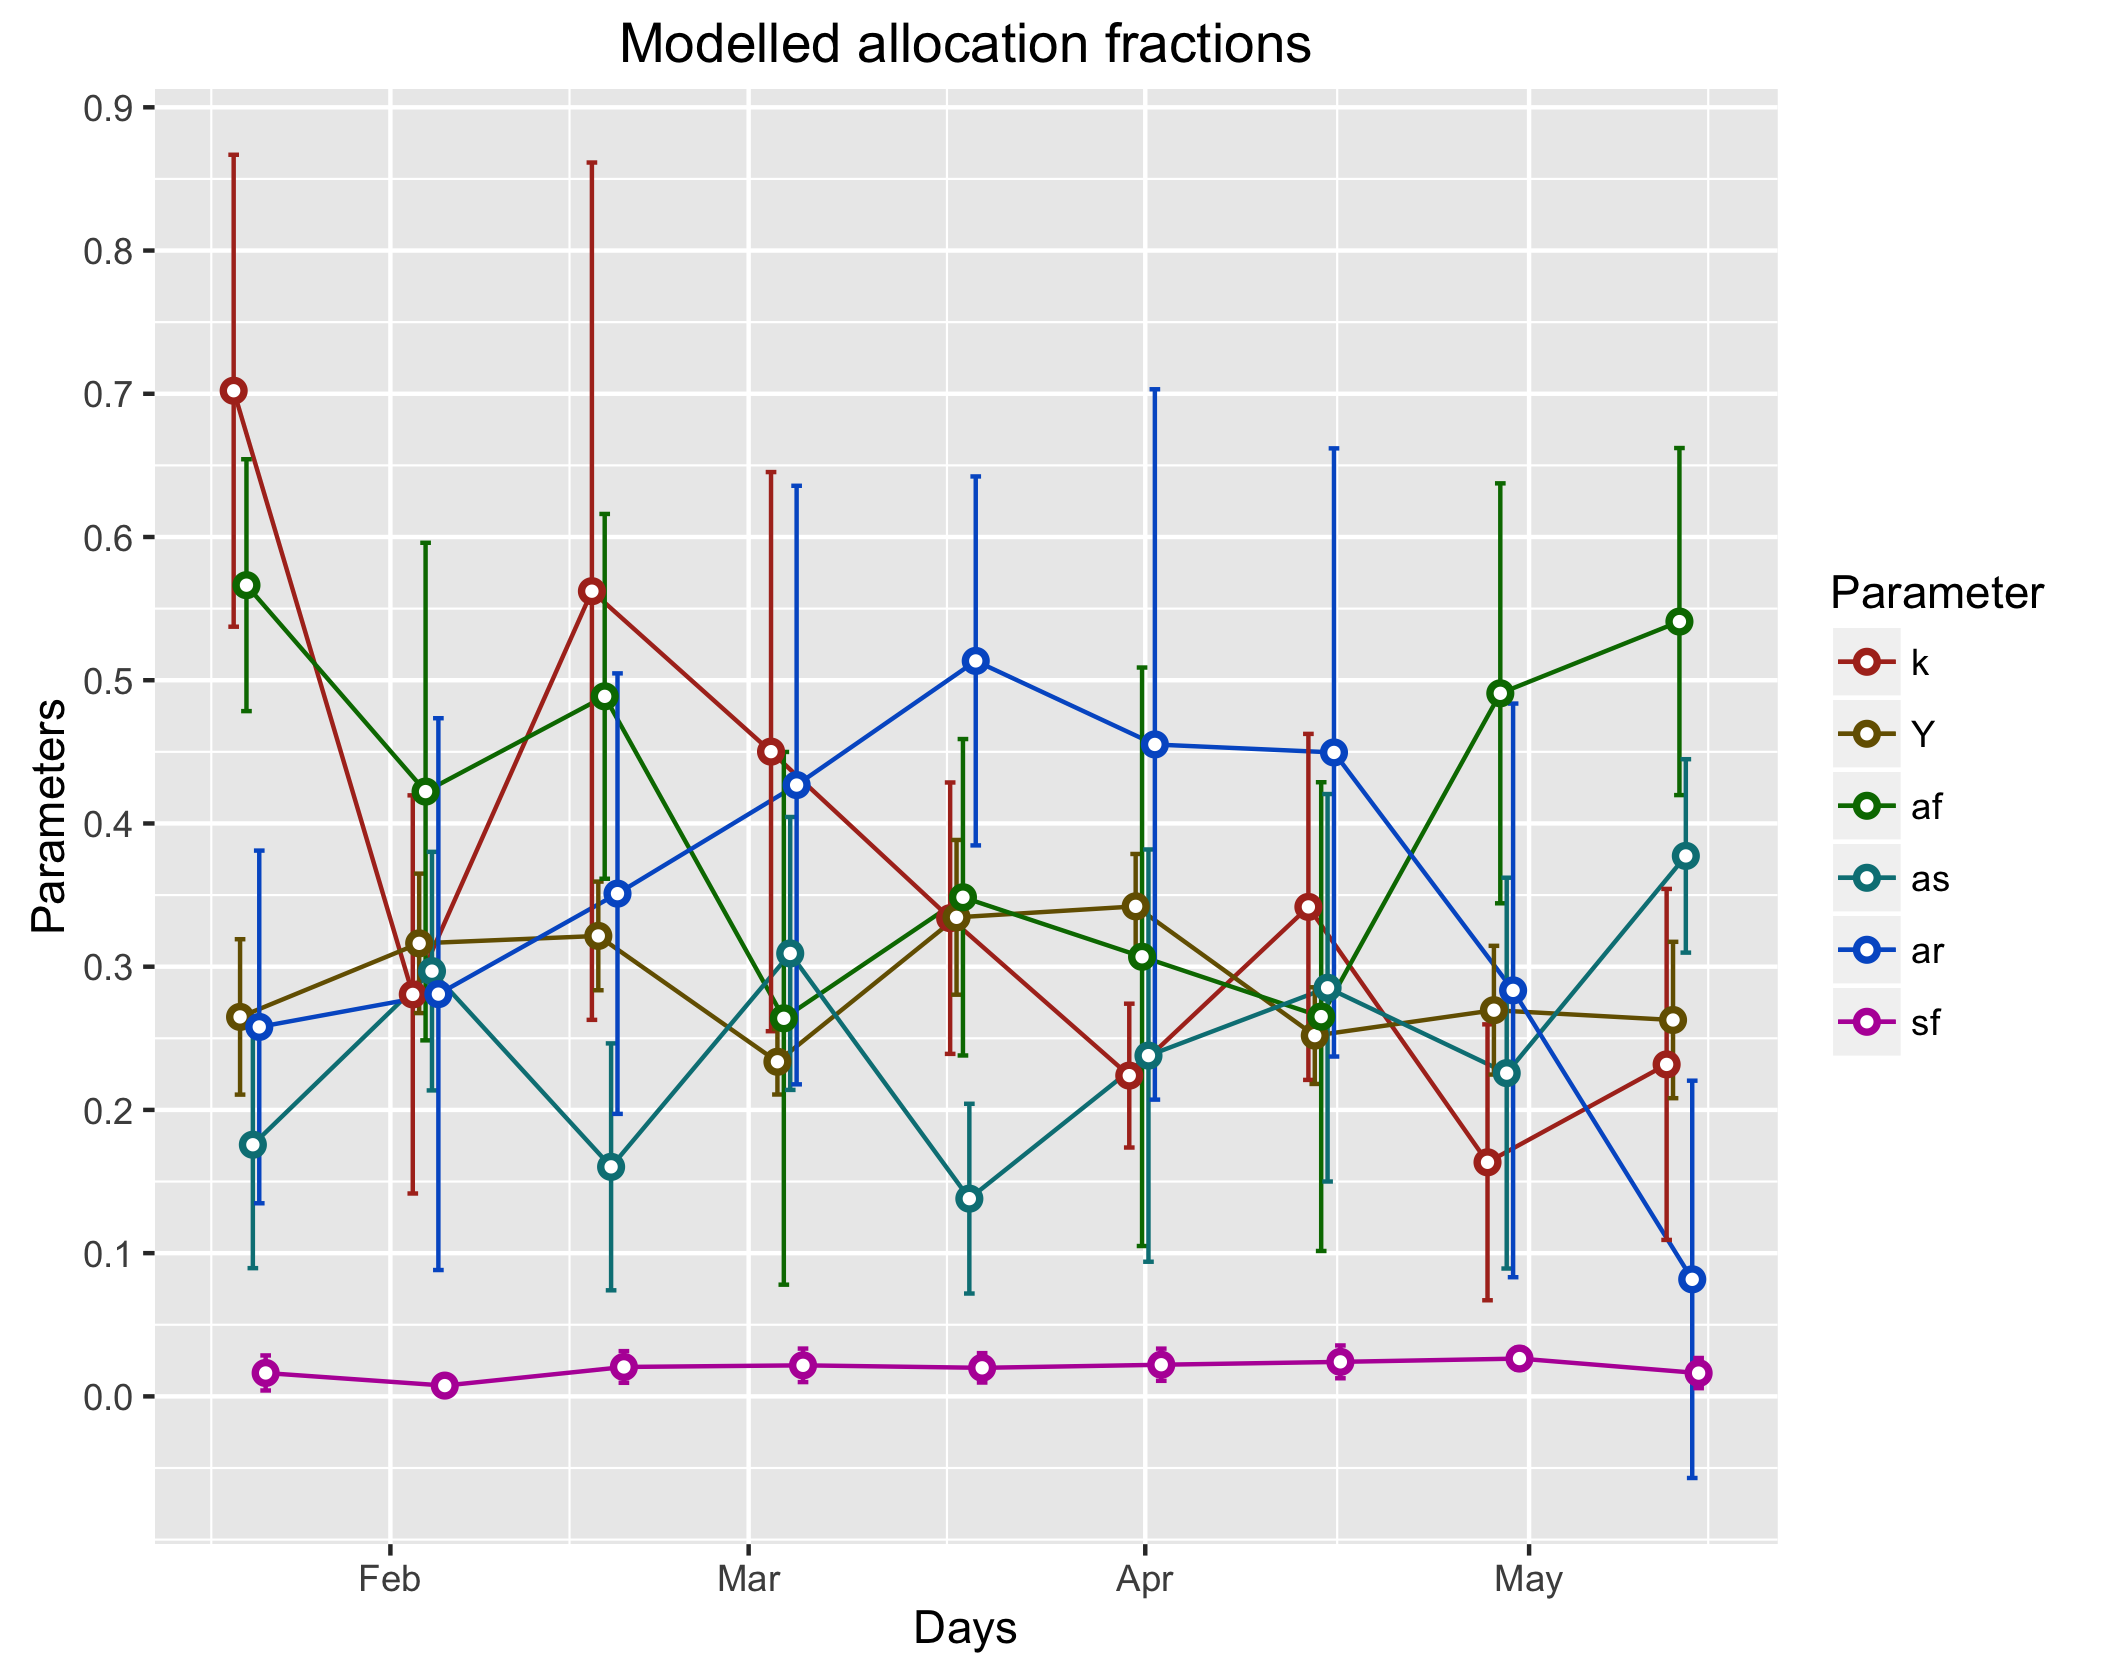 Modelled allocation fractions
0.9
0.8
0.7
0.6
0.5
0.4
0.3
0.2
0.1
0.0
Parameters
Feb Mar Apr May
Days
Parameter
k
Y
af
as
ar
sf